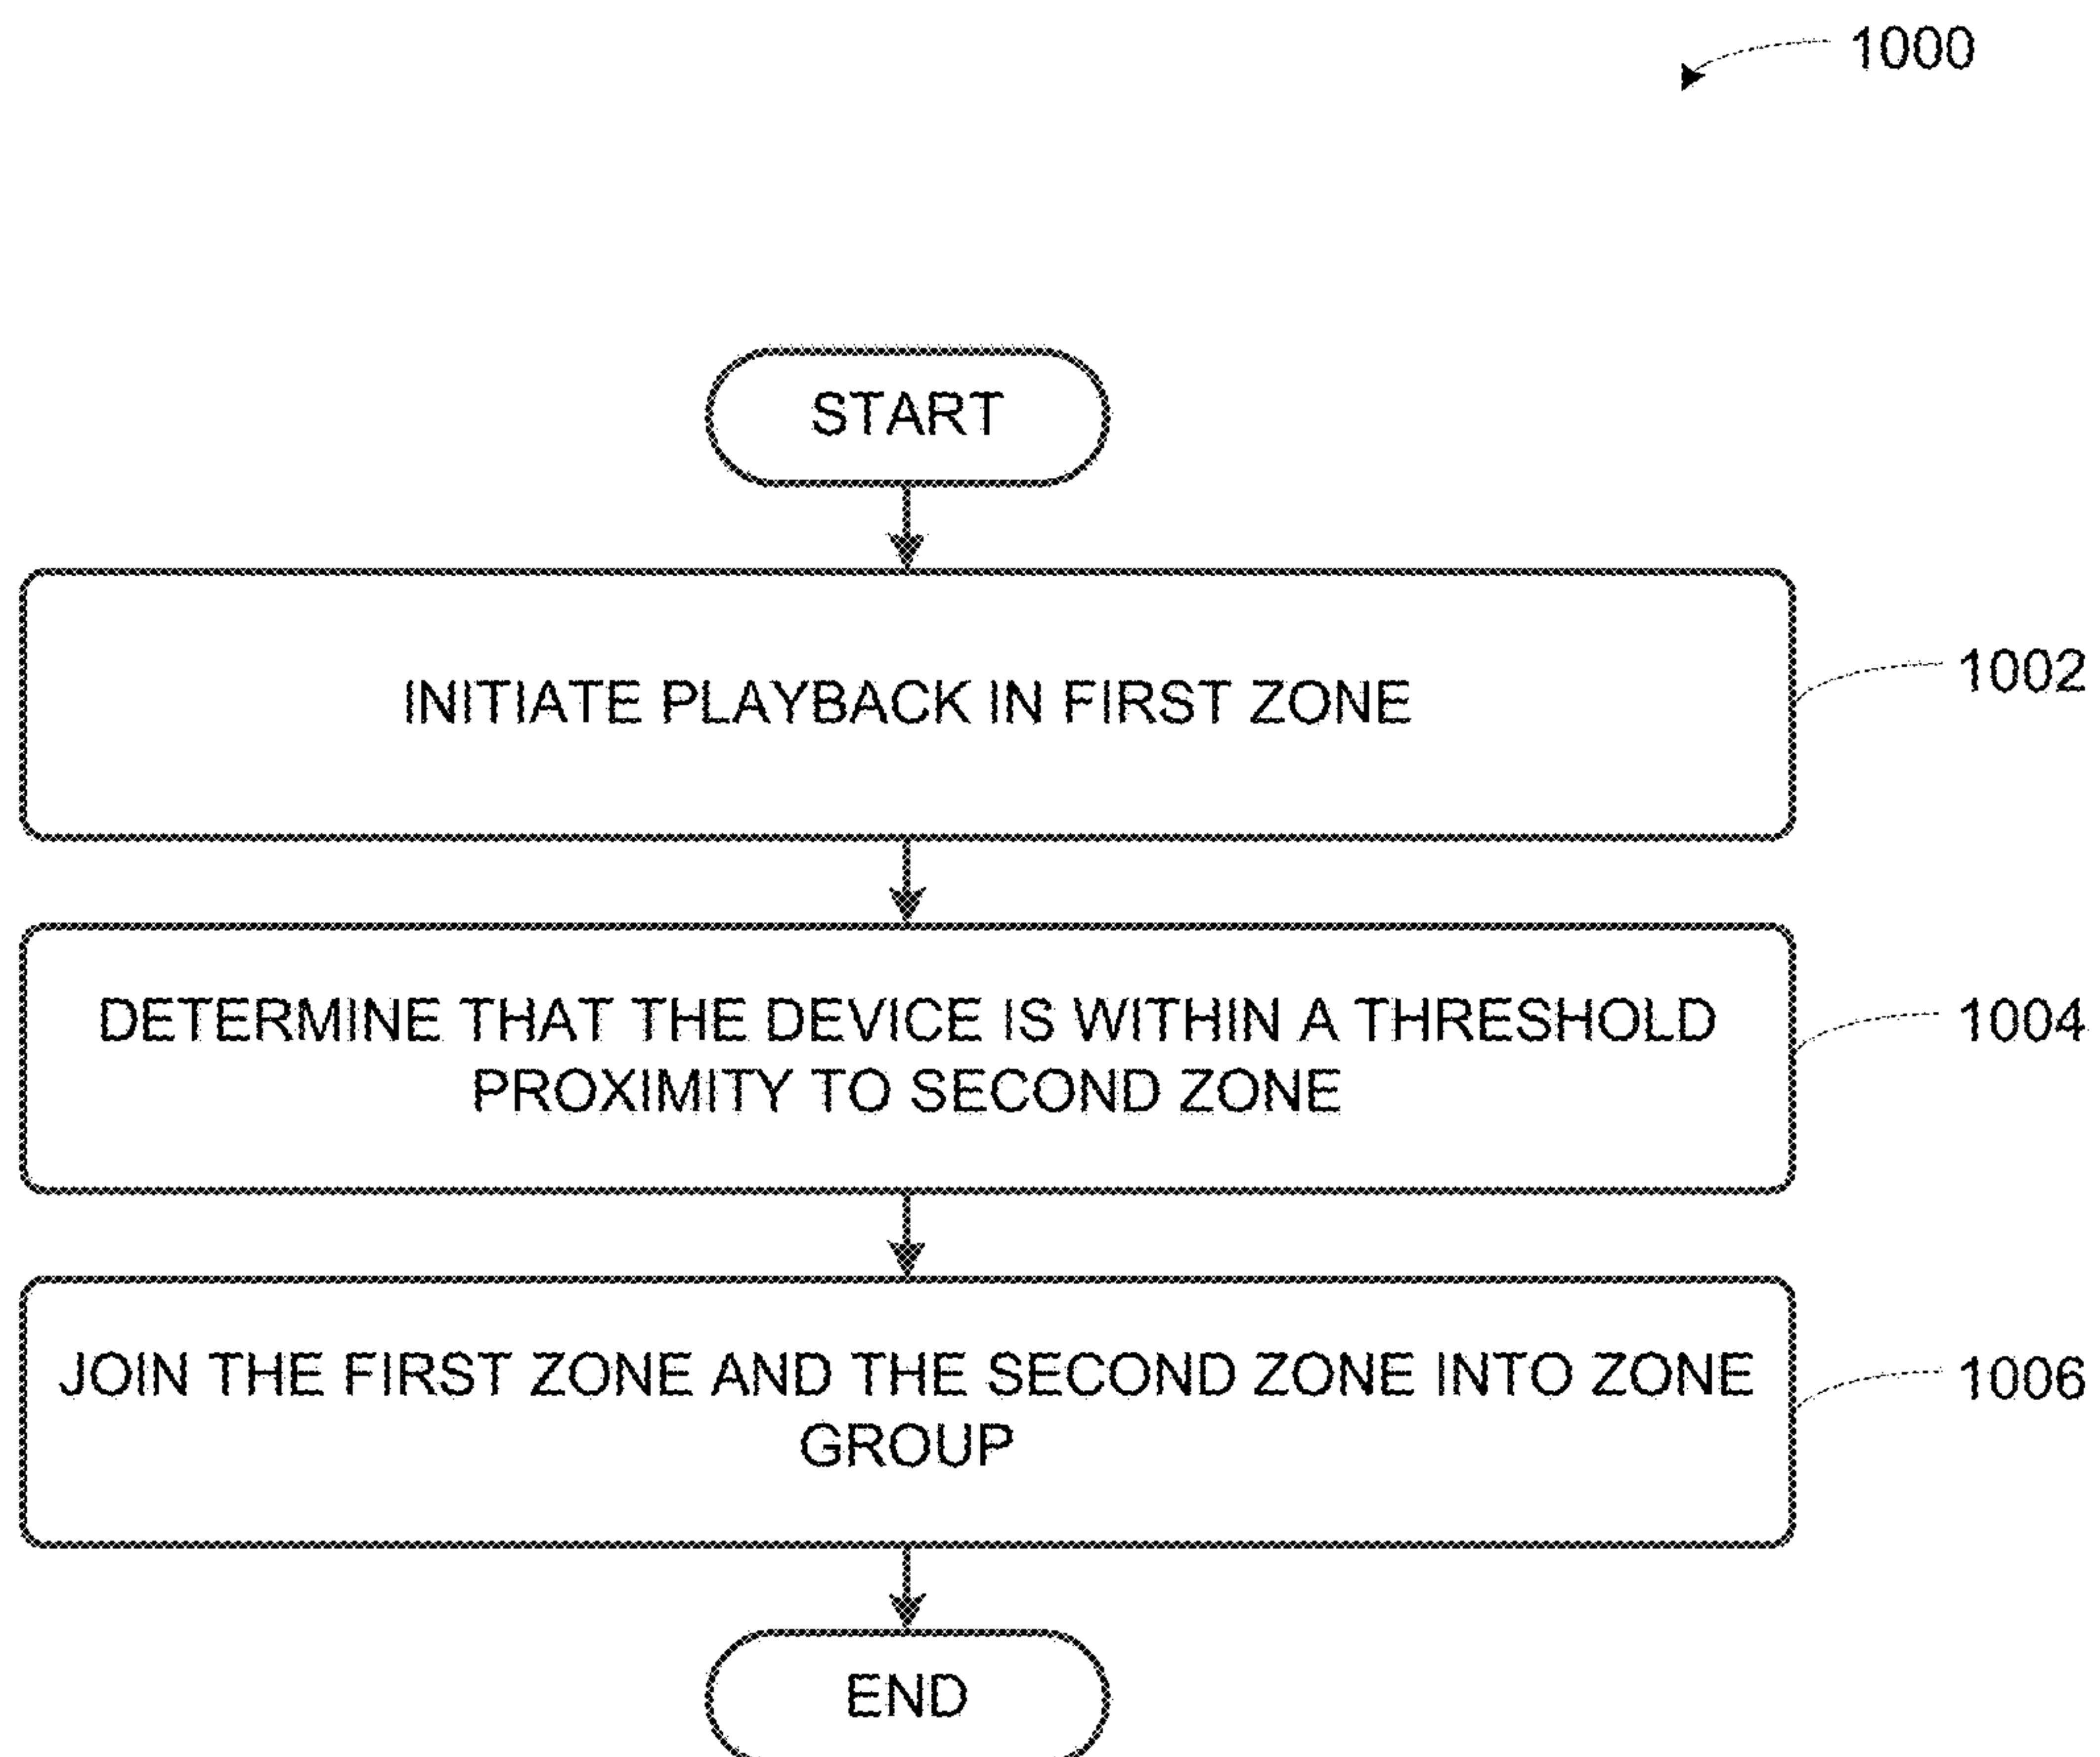 1000
START
INITIATE PLAYBACK IN FIRST ZONE
1002
DETERMINE THAT THE DEVICE IS WITHIN A THRESHOLD
PROXIMITY TO SECOND ZONE
1004
JOIN THE FIRST ZONE AND THE SECOND ZONE INTO ZONE
GROUP
1006
END